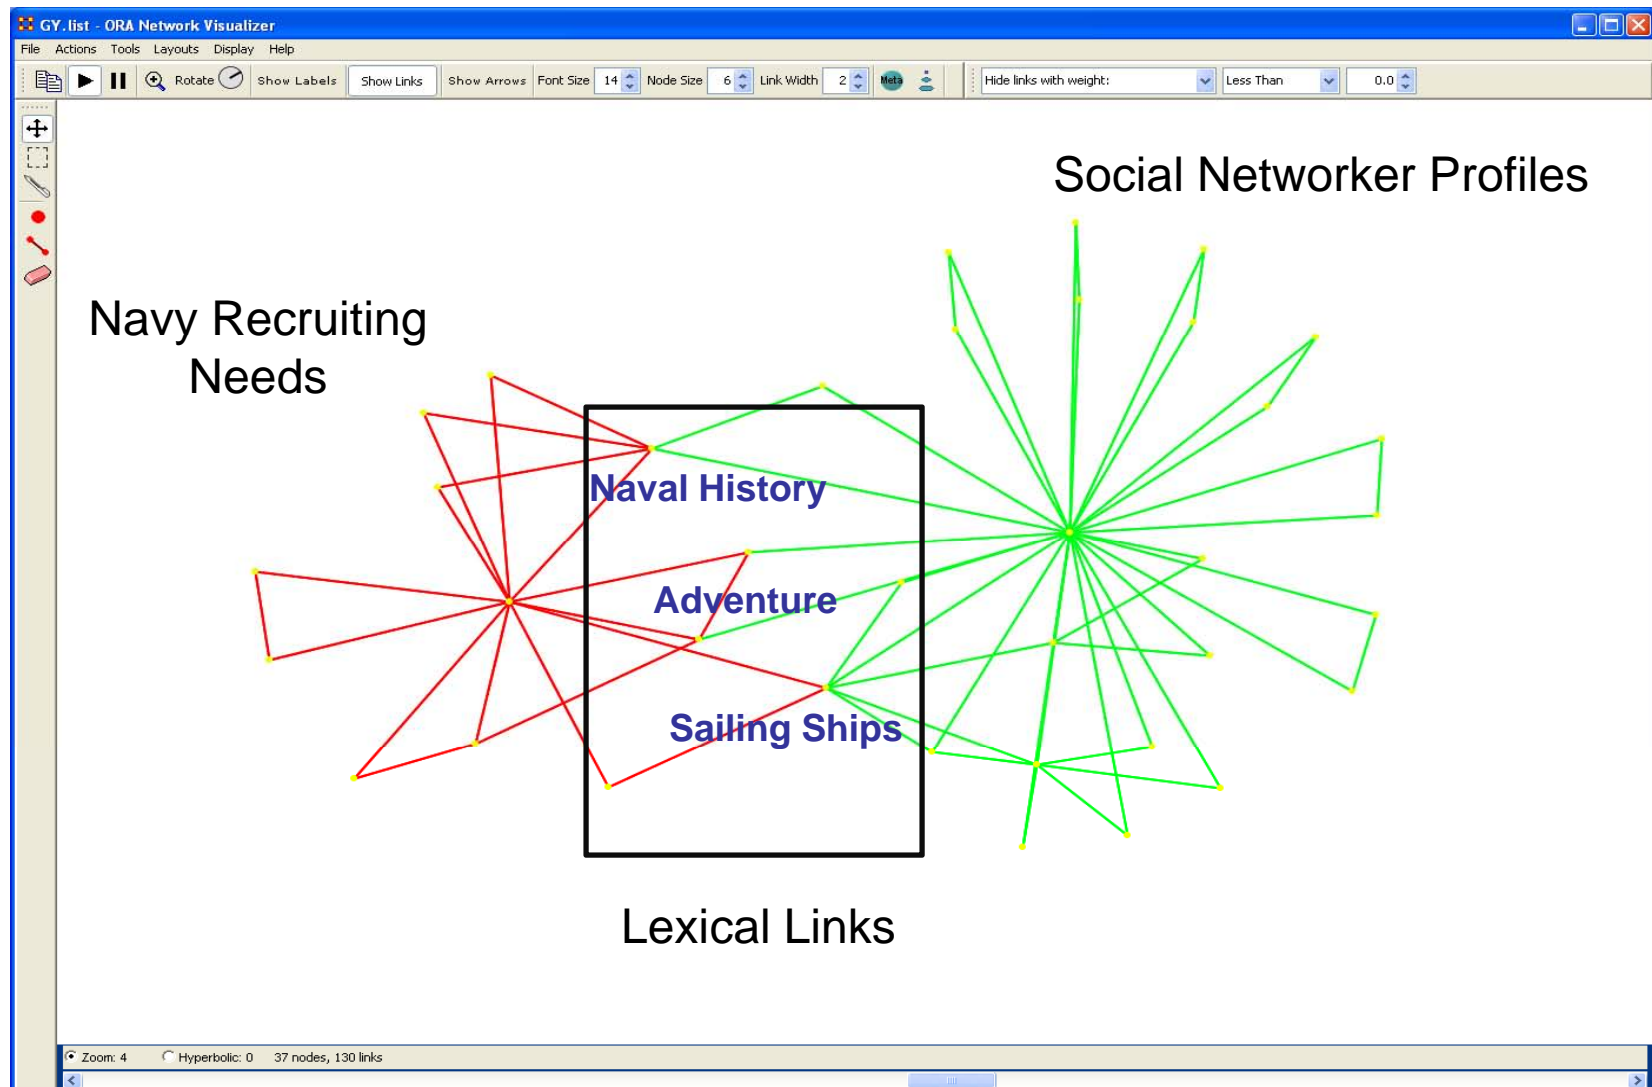 GY.list - ORA Network Visualizer
File Actions Tools Layouts Display Help
Rotate Show Labels Show Links Show Arrows Font Size 14 Node Size 6 Link Width 2 Meta Hide links with weight: Less Than 0.0
Social Networker Profiles
Navy Recruiting
Needs
Naval History
Adventure
Sailing Ships
Lexical Links
Zoom: 4 Hyperbolic: 0 37 nodes, 130 links